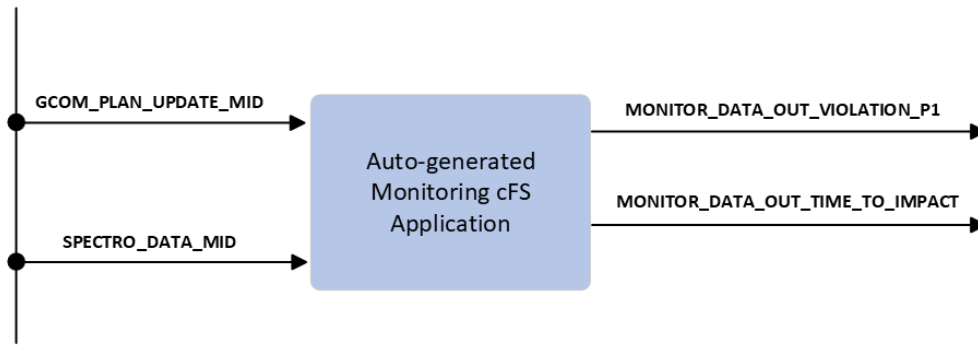 GCOM_PLAN_UPDATE_MID
SPECTRO_DATA_MID
Auto-generated
Monitoring cFS
Application
MONITOR_DATA_OUT_VIOLATION_P1
MONITOR_DATA_OUT_TIME_TO_IMPACT